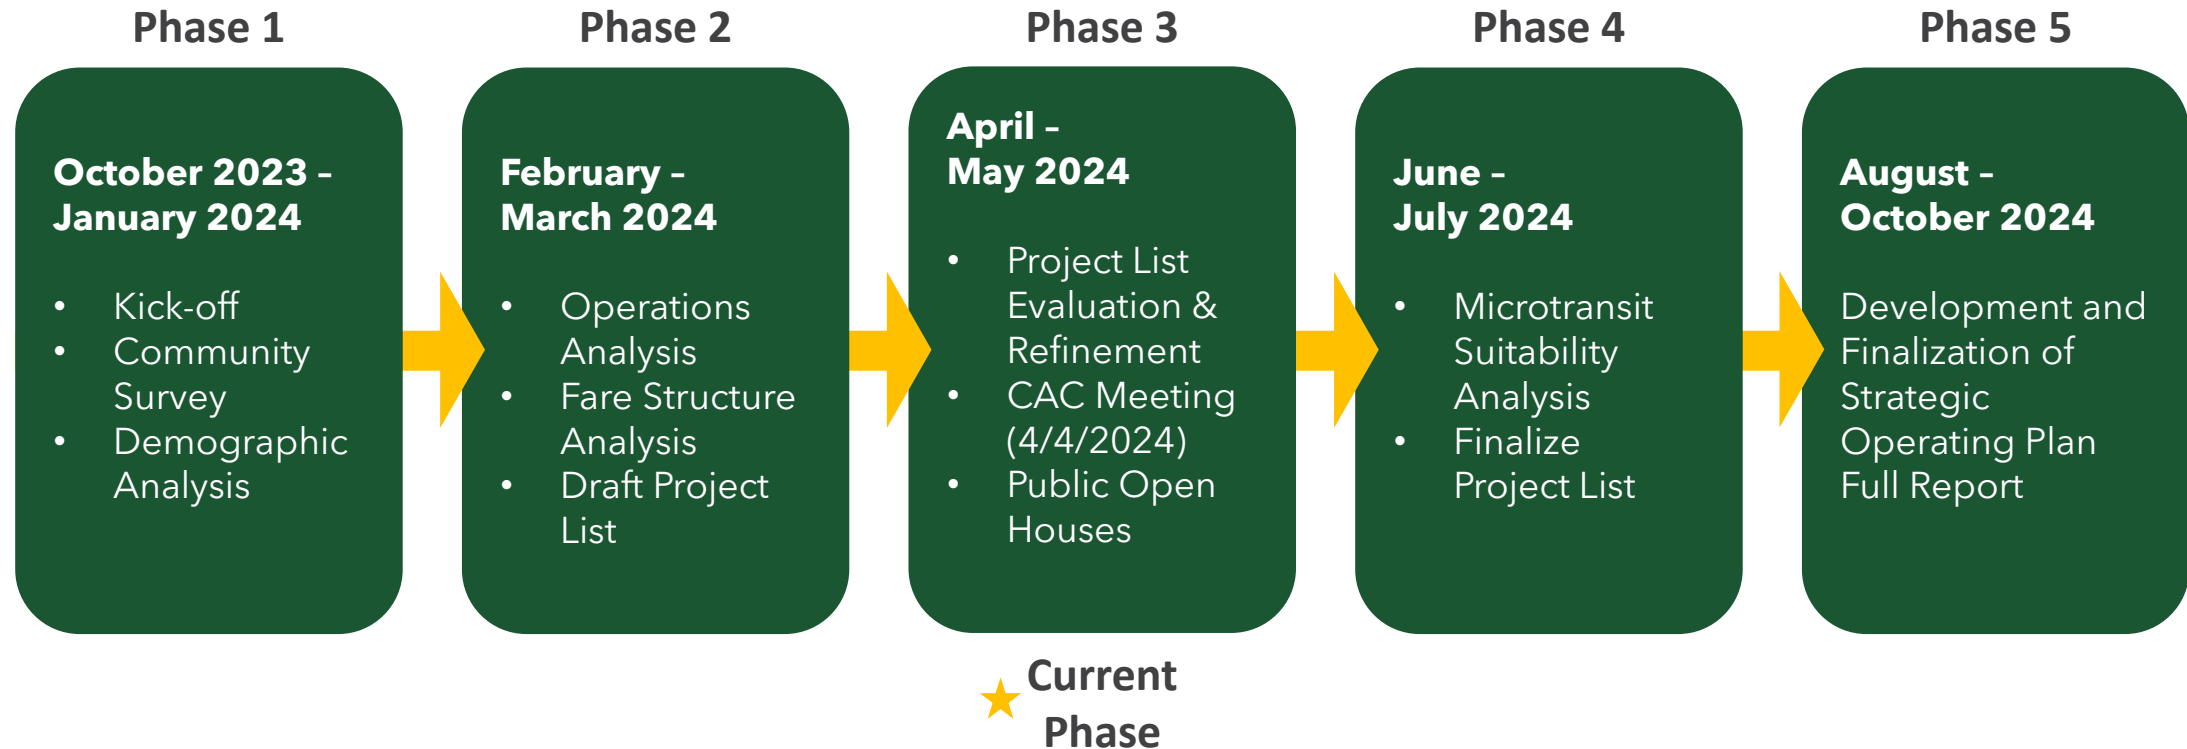 Phase 1
October 2023 –
January 2024
• Kick-off
• Community
Survey
• Demographic
Analysis
Phase 2
February –
March 2024
• Operations
Analysis
• Fare Structure
Analysis
• Draft Project
List
Phase 3
April –
May 2024
• Project List
Evaluation &
Refinement
• CAC Meeting
(4/4/2024)
• Public Open
Houses
Current
Phase
Phase 4
June –
July 2024
• Microtransit
Suitability
Analysis
• Finalize
Project List
Phase 5
August –
October 2024
Development and
Finalization of
Strategic
Operating Plan
Full Report